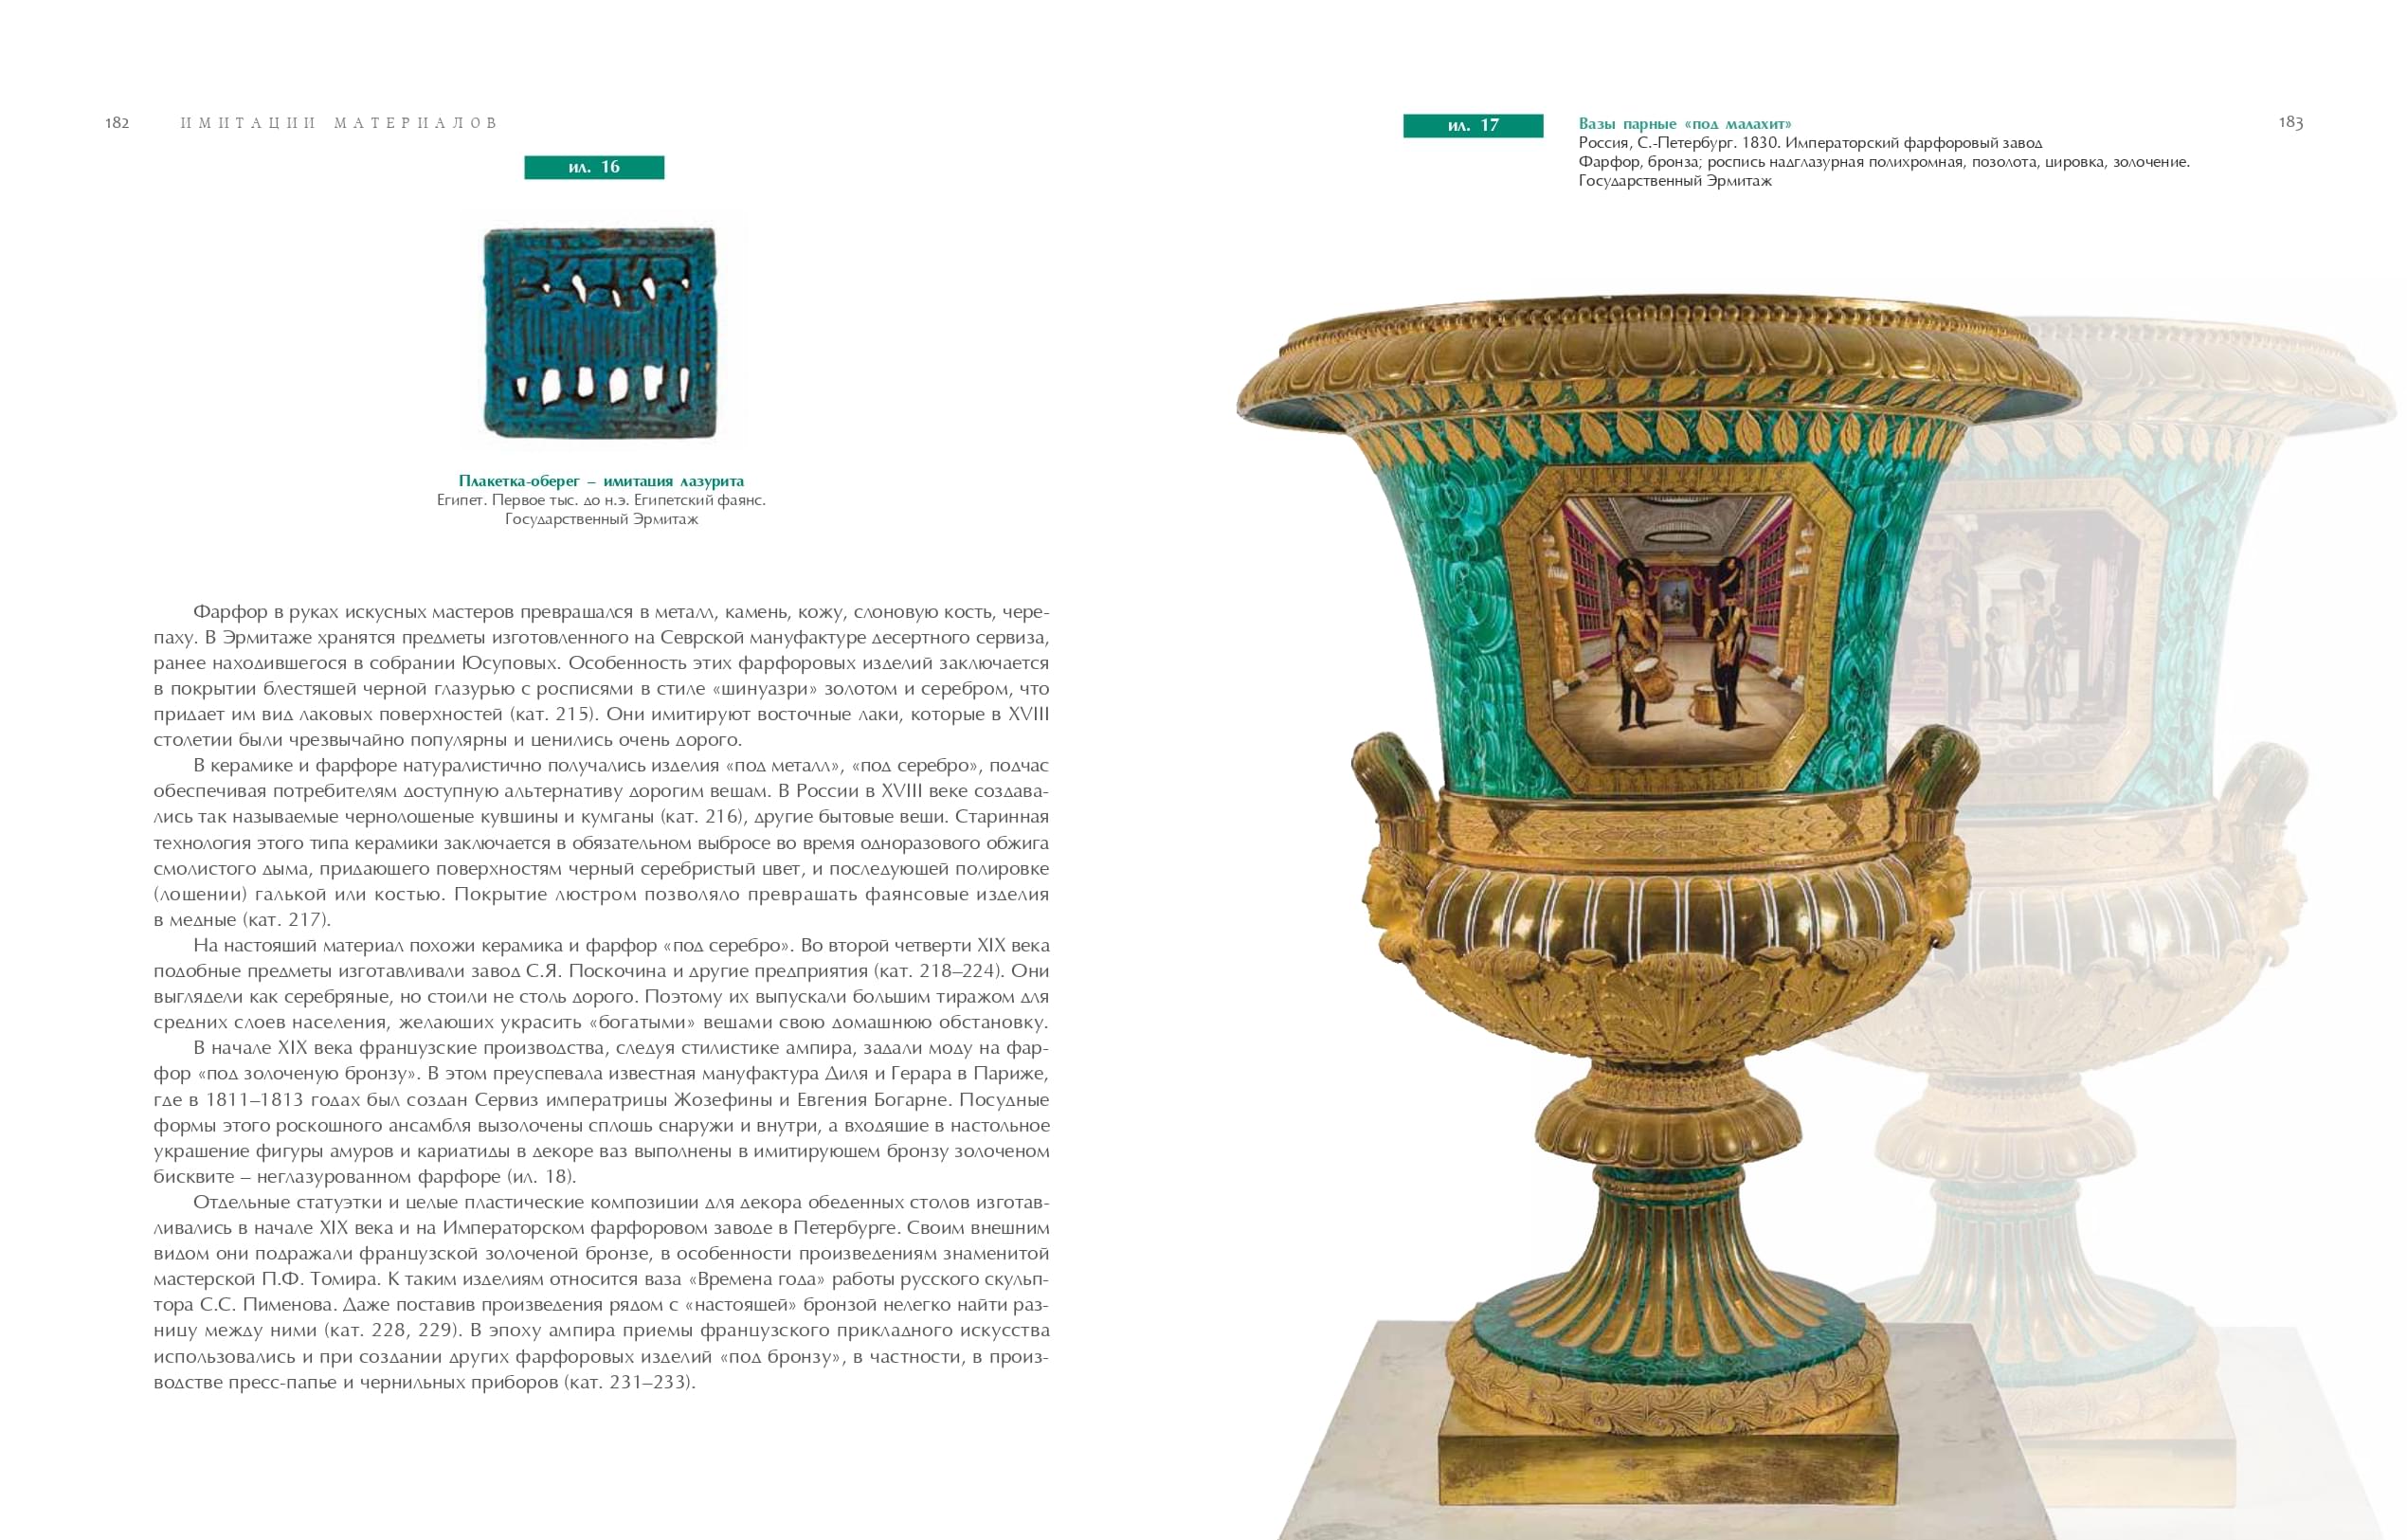 182 ИМИТАЦИИ МАТЕРИАЛОВ
ил. 16
Плакетка-оберег – имитация лазурита
Египет. Первое тыс. до н.э. Египетский фаянс.
Государственный Эрмитаж
Фарфор в руках искусных мастеров превращался в металл, камень, кожу, слоновую кость, чере-
паху. В Эрмитаже хранятся предметы изготовленного на Севрской мануфактуре десертного сервиза,
ранее находившегося в собрании Юсуповых. Особенность этих фарфоровых изделий заключается
в покрытии блестящей черной глазурью с росписями в стиле «шинуазри» золотом и серебром, что
придает им вид лаковых поверхностей (кат. 215). Они имитируют восточные лаки, которые в XVIII
столетии были чрезвычайно популярны и ценились очень дорого.
В керамике и фарфоре натуралистично получались изделия «под металл», «под серебро», подчас
обеспечивая потребителям доступную альтернативу дорогим вещам. В России в XVIII веке создава-
лись так называемые чернолощеные кувшины и кумганы (кат. 216), другие бытовые вещи. Старинная
технология этого типа керамики заключается в обязательном выбросе во время одноразового обжига
смолистого дыма, придающего поверхностям черный серебристый цвет, и последующей полировке
(лощении) галькой или костью. Покрытие люстром позволяло превращать фаянсовые изделия
в медные (кат. 217).
На настоящий материал похожи керамика и фарфор «под серебро». Во второй четверти XIX века
подобные предметы изготавливали завод С.Я. Поскочина и другие предприятия (кат. 218–224). Они
выглядели как серебряные, но стоили не столь дорого. Поэтому их выпускали большим тиражом для
средних слоев населения, желающих украсить «богатыми» вещами свою домашнюю обстановку.
В начале XIX века французские производства, следуя стилистике ампира, задали моду на фар-
фор «под золоченую бронзу». В этом преуспевала известная мануфактура Диля и Герара в Париже,
где в 1811–1813 годах был создан Сервиз императрицы Жозефины и Евгения Богарне. Посудные
формы этого роскошного ансамбля вызолочены сплошь снаружи и внутри, а входящие в настольное
украшение фигуры амуров и кариатиды в декоре ваз выполнены в имитирующем бронзу золоченом
бисквите – неглазурованном фарфоре (ил. 18).
Отдельные статуэтки и целые пластические композиции для декора обеденных столов изготав-
ливались в начале XIX века и на Императорском фарфоровом заводе в Петербурге. Своим внешним
видом они подражали французской золоченой бронзе, в особенности произведениям знаменитой
мастерской П.Ф. Томира. К таким изделиям относится ваза «Времена года» работы русского скульп-
тора С.С. Пименова. Даже поставив произведения рядом с «настоящей» бронзой нелегко найти раз-
ницу между ними (кат. 228, 229). В эпоху ампира приемы французского прикладного искусства
использовались и при создании других фарфоровых изделий «под бронзу», в частности, в произ-
водстве пресс-папье и чернильных приборов (кат. 231–233).
ил. 17
Вазы парные «под малахит»
Россия, С.-Петербург. 1830. Императорский фарфоровый завод
Фарфор, бронза; роспись надглазурная полихромная, позолота, цировка, золочение.
Государственный Эрмитаж
183